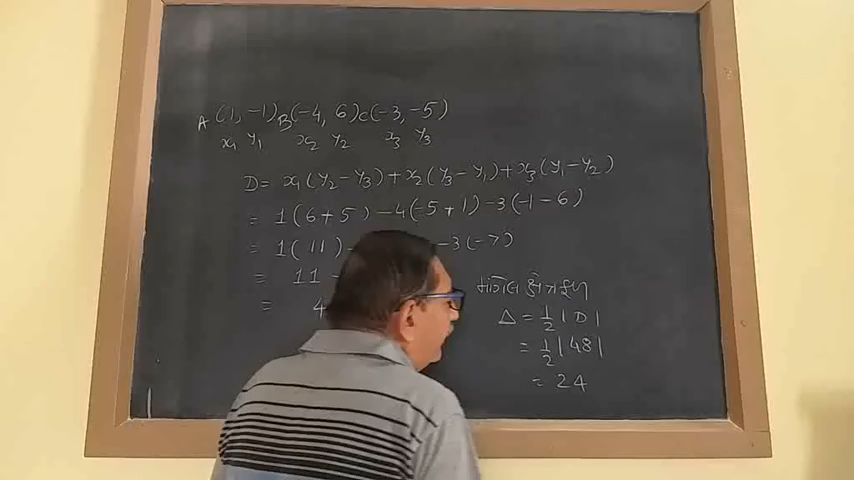 A (1, -1) B(-4, 6) C(-3, -5)
x₁ y₁ x₂ y₂ x₃ y₃
D = x₁(y₂-y₃)+x₂(y₃-y₁)+x₃(y₁-y₂)
= 1(6+5) -4(-5+1) -3(-1-6)
= 1(11) -3(-7)
= 11
= 4
માંગેલ ક્ષેત્રફળ
Δ = ½|D|
= ½|48|
= 24